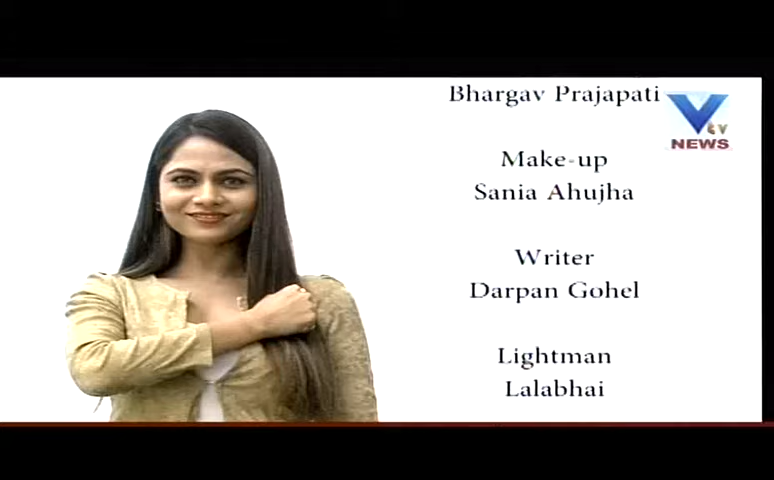 Bhargav Prajapati
Vtv
NEWS
Make-up
Sania Ahujha
Writer
Darpan Gohel
Lightman
Lalabhai